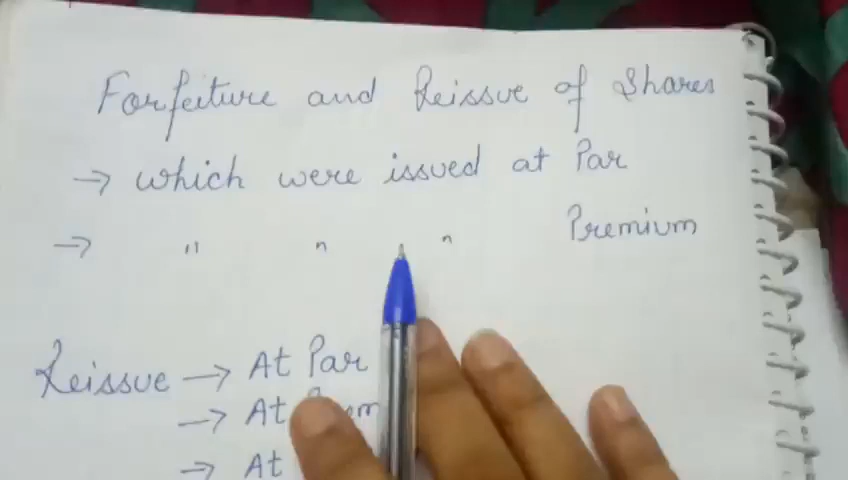 Forfeiture and Reissue of Shares
→ which were issued at Par
→ " " " Premium
Reissue → At Par
→ At
→ At